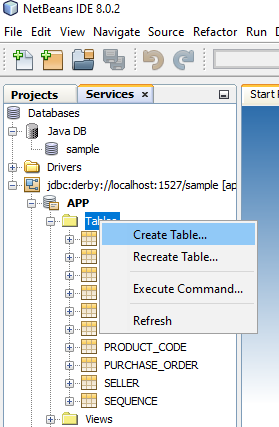 NetBeans IDE 8.0.2
File Edit View Navigate Source Refactor Run
Projects Services Start
Databases
Java DB
sample
Drivers
jdbc:derby://localhost:1527/sample [ap
APP
Tables
Create Table...
Recreate Table...
Execute Command...
Refresh
PRODUCT_CODE
PURCHASE_ORDER
SELLER
SEQUENCE
Views